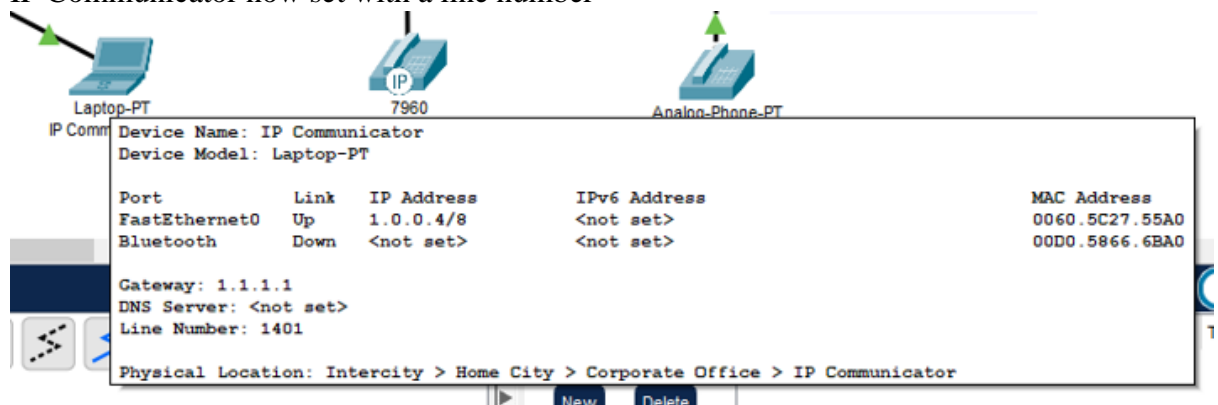 IP Communicator now set with a line number
IP
Laptop-PT
7960
Analog-Phone-PT
IP Comm
Device Name: IP Communicator
Device Model: Laptop-PT
Port Link IP Address IPv6 Address MAC Address
FastEthernet0 Up 1.0.0.4/8 <not set> 0060.5C27.55A0
Bluetooth Down <not set> <not set> 00D0.5866.6BA0
Gateway: 1.1.1.1
DNS Server: <not set>
Line Number: 1401
Physical Location: Intercity > Home City > Corporate Office > IP Communicator
New Delete